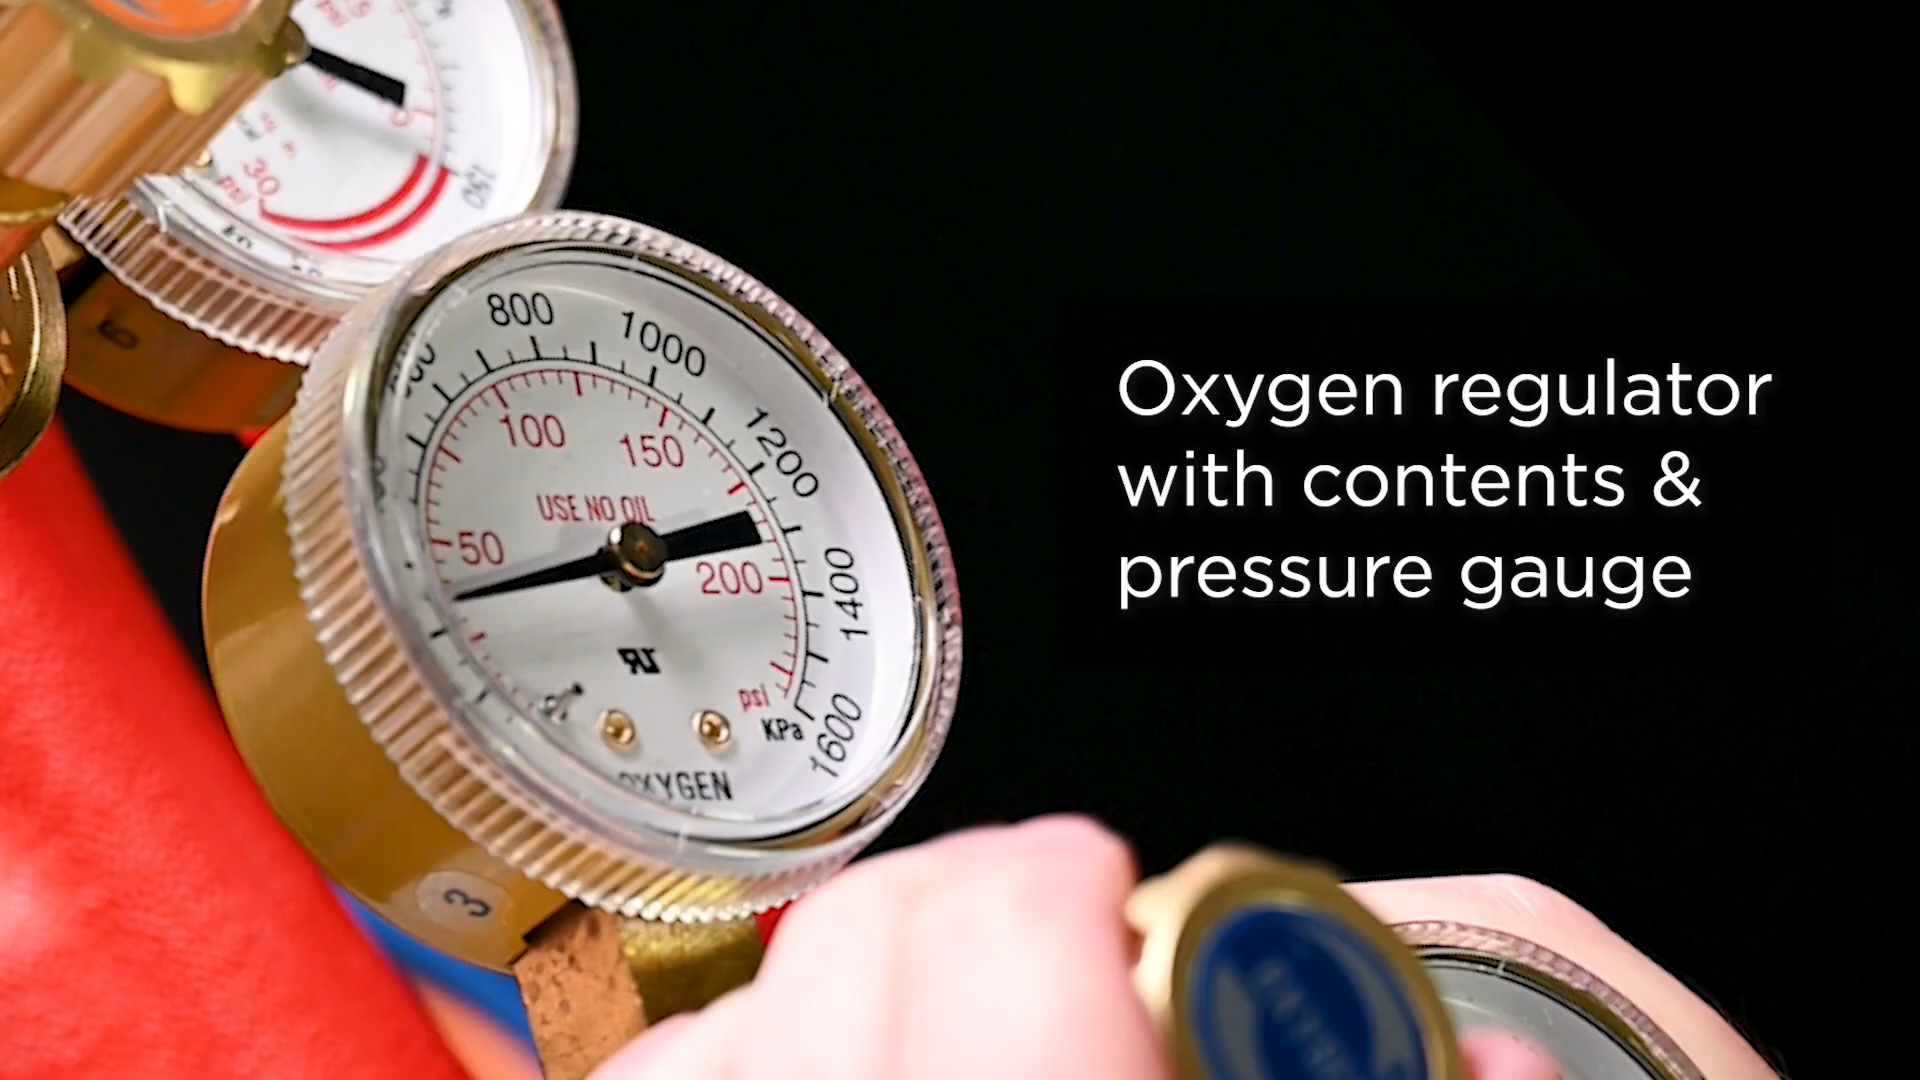 Oxygen regulator
with contents &
pressure gauge
800
1000
1200
1400
1600
100
150
50
200
USE NO OIL
psi
KPa
OXYGEN
3
30
psi